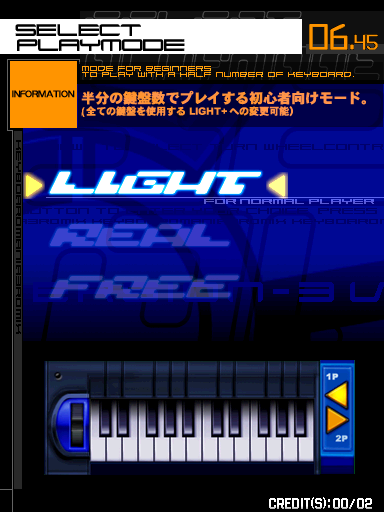 SELECT
PLAYMODE
06.45
INFORMATION
MODE FOR BEGINNERS
TO PLAY WITH A HALF NUMBER OF KEYBOARD.
半分の鍵盤数でプレイする初心者向けモード。
(全ての鍵盤を使用する LIGHT+ への変更可能)
LIGHT
FOR NORMAL PLAYER
REAL
FREE
1P
2P
CREDIT(S):00/02